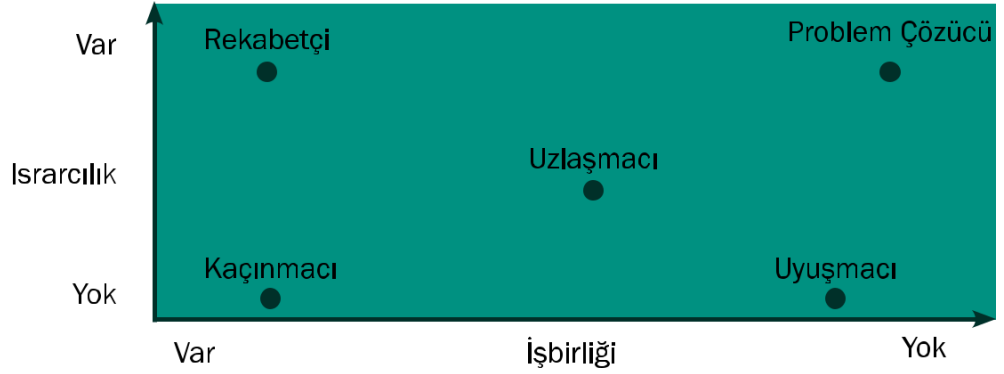 Var
Rekabetçi
Problem Çözücü
Israrcılık
Uzlaşmacı
Yok
Kaçınmacı
Uyuşmacı
Var
İşbirliği
Yok